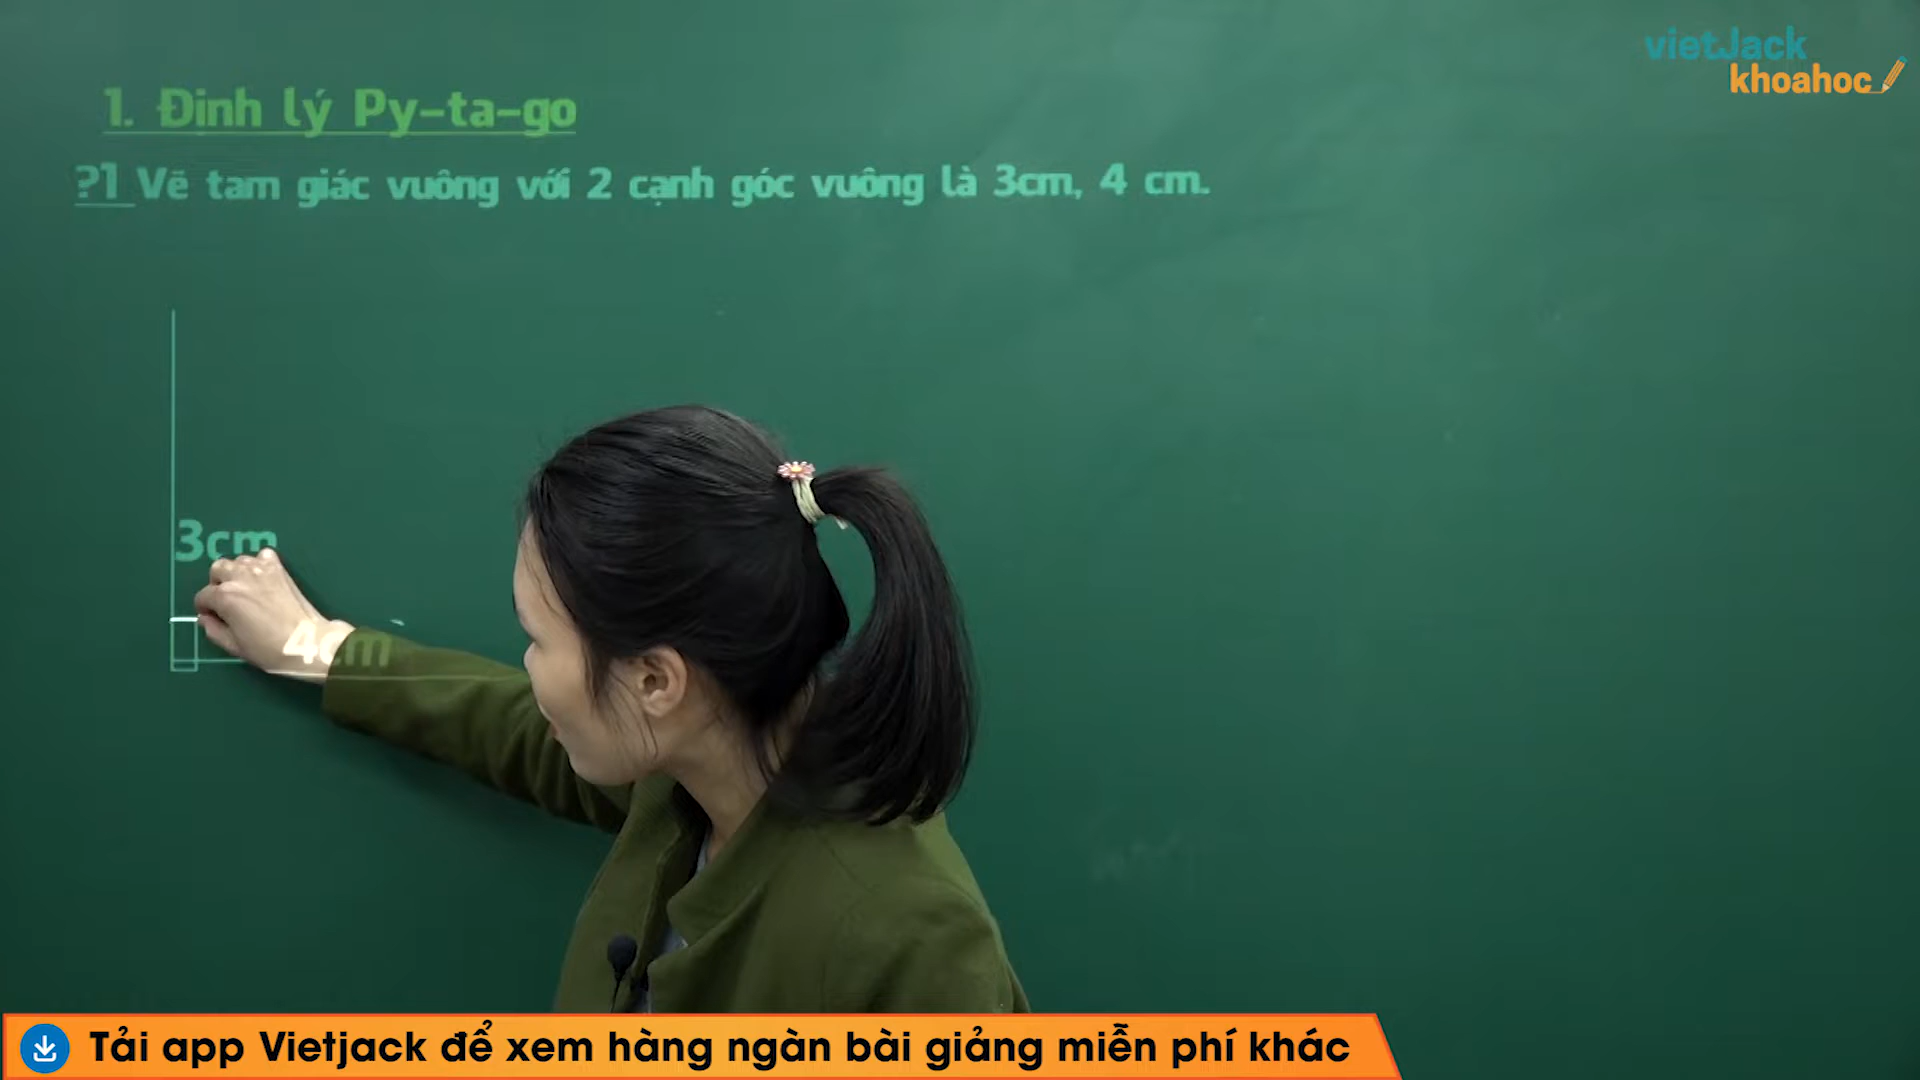 vietJack
khoahoc
1. Định lý Py-ta-go
?1 Vẽ tam giác vuông với 2 cạnh góc vuông là 3cm, 4 cm.
3cm
4cm
Tải app Vietjack để xem hàng ngàn bài giảng miễn phí khác